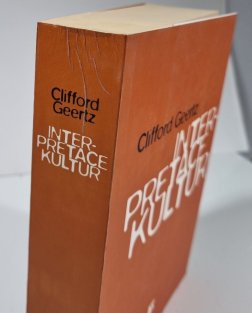 Clifford
Geertz
INTER-
PRETACE
KULTUR
Clifford Geertz
INTER-
PRETACE
KULTUR